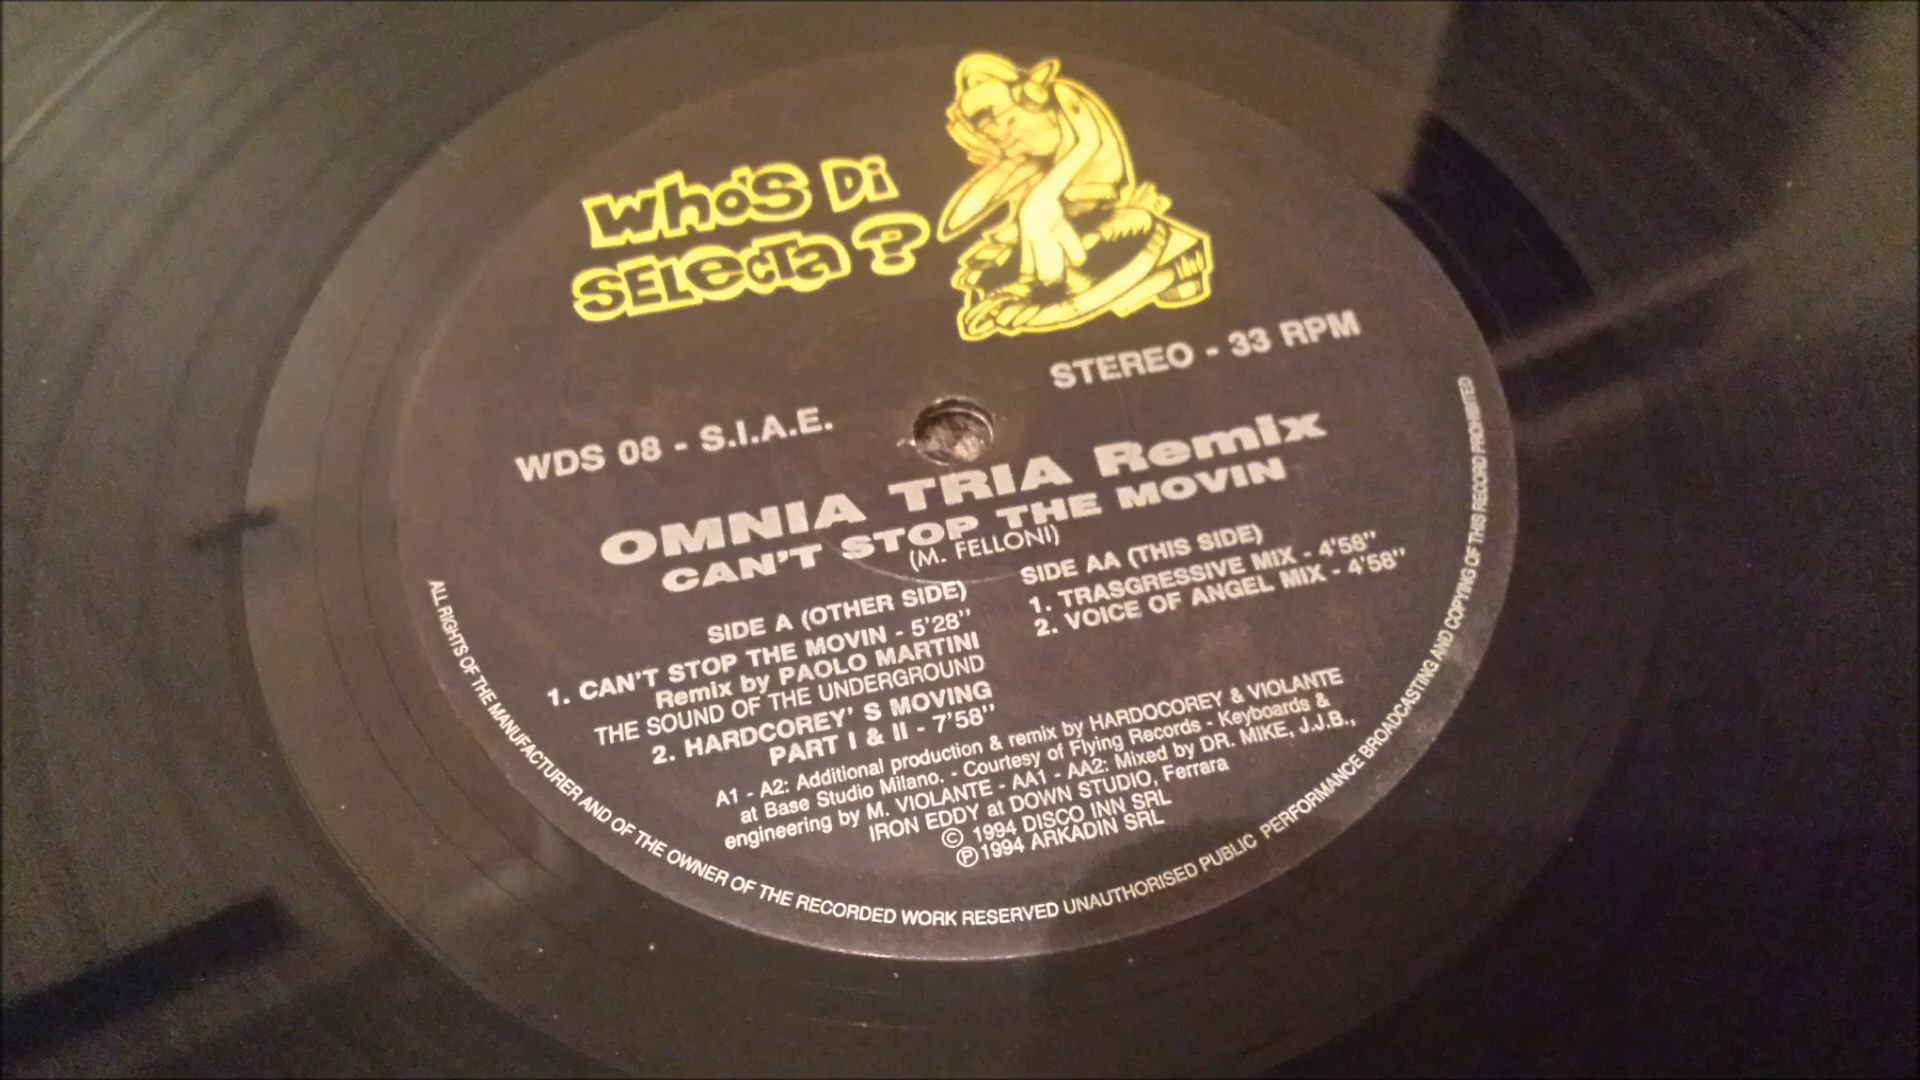 Who's Di
Selecta?
STEREO - 33 RPM
WDS 08 - S.I.A.E.
OMNIA TRIA Remix
CAN'T STOP THE MOVIN
(M. FELLONI)
SIDE A (OTHER SIDE)
1. CAN'T STOP THE MOVIN - 5'28"
Remix by PAOLO MARTINI
THE SOUND OF THE UNDERGROUND
2. HARDCOREY' S MOVING
PART I & II - 7'58"
SIDE AA (THIS SIDE)
1. TRASGRESSIVE MIX - 4'58"
2. VOICE OF ANGEL MIX - 4'58"
A1 - A2: Additional production & remix by HARDOCOREY & VIOLANTE
at Base Studio Milano. - Courtesy of Flying Records - Keyboards &
engineering by M. VIOLANTE - AA1 - AA2: Mixed by DR. MIKE, J.J.B.,
IRON EDDY at DOWN STUDIO, Ferrara
© 1994 DISCO INN SRL
℗ 1994 ARKADIN SRL
ALL RIGHTS OF THE MANUFACTURER AND OF THE OWNER OF THE RECORDED WORK RESERVED UNAUTHORISED PUBLIC PERFORMANCE BROADCASTING AND COPYING OF THIS RECORD PROHIBITED